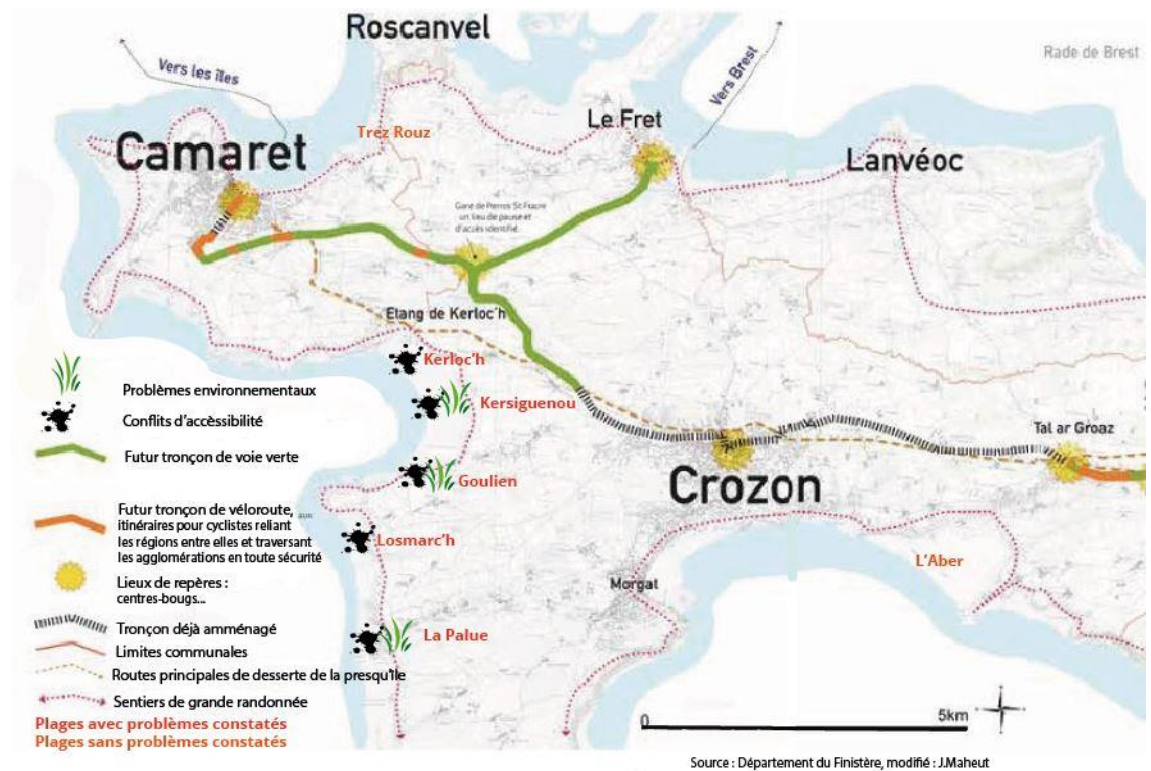 Roscanvel
Rade de Brest
Vers les îles
Vers Brest
Le Fret
Trez Rouz
Camaret
Lanvéoc
Gare de Perros St Fiacre
un lieu de pause et
d'accès identifié
Etang de Kerloc'h
Kerloc'h
Kersiguenou
Goulien
Losmarc'h
La Palue
Crozon
Tal ar Groaz
L'Aber
Morgat
Problèmes environmentaux
Conflits d'accèssibilité
Futur tronçon de voie verte
Futur tronçon de véloroute,
itinéraires pour cyclistes reliant
les régions entre elles et traversant
les agglomérations en toute sécurité
Lieux de repères :
centres-bougs...
Tronçon déjà amménagé
Limites communales
Routes principales de desserte de la presqu'île
Sentiers de grande randonnée
Plages avec problèmes constatés
Plages sans problèmes constatés
0
5km
Source : Département du Finistère, modifié : J.Maheut